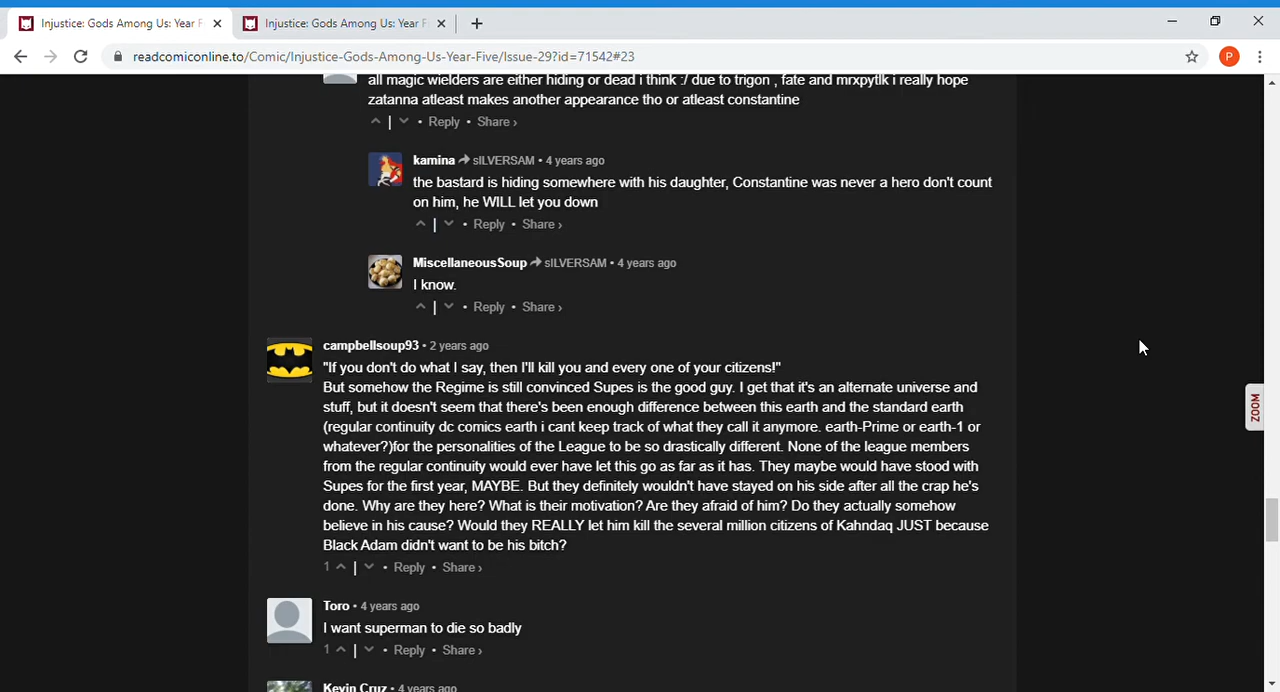 Injustice: Gods Among Us: Year F
Injustice: Gods Among Us: Year F
readcomiconline.to/Comic/Injustice-Gods-Among-Us-Year-Five/Issue-29?id=71542#23
P
all magic wielders are either hiding or dead i think :/ due to trigon , fate and mrxpytlk i really hope
zatanna atleast makes another appearance tho or atleast constantine
• Reply • Share ›
kamina sILVERSAM • 4 years ago
the bastard is hiding somewhere with his daughter, Constantine was never a hero don't count
on him, he WILL let you down
• Reply • Share ›
MiscellaneousSoup sILVERSAM • 4 years ago
I know.
• Reply • Share ›
campbellsoup93 • 2 years ago
"If you don't do what I say, then I'll kill you and every one of your citizens!"
But somehow the Regime is still convinced Supes is the good guy. I get that it's an alternate universe and
stuff, but it doesn't seem that there's been enough difference between this earth and the standard earth
(regular continuity dc comics earth i cant keep track of what they call it anymore. earth-Prime or earth-1 or
whatever?)for the personalities of the League to be so drastically different. None of the league members
from the regular continuity would ever have let this go as far as it has. They maybe would have stood with
Supes for the first year, MAYBE. But they definitely wouldn't have stayed on his side after all the crap he's
done. Why are they here? What is their motivation? Are they afraid of him? Do they actually somehow
believe in his cause? Would they REALLY let him kill the several million citizens of Kahndaq JUST because
Black Adam didn't want to be his bitch?
1 • Reply • Share ›
ZOOM
Toro • 4 years ago
I want superman to die so badly
1 • Reply • Share ›
Kevin Cruz • 4 years ago